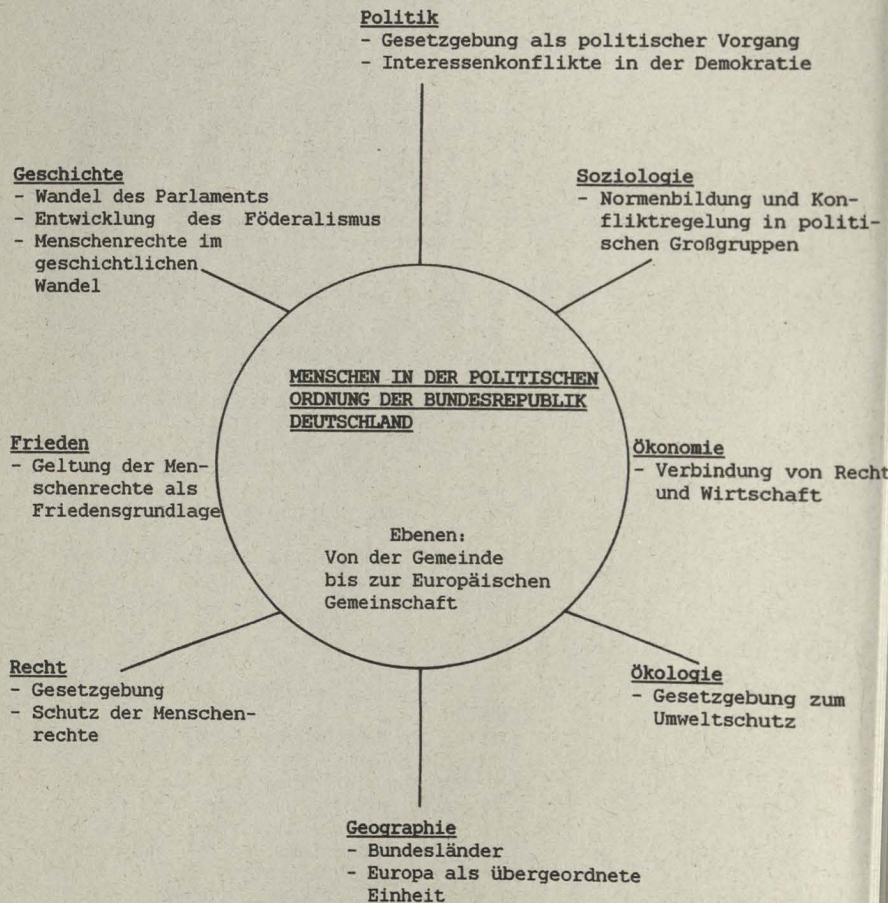 Politik
- Gesetzgebung als politischer Vorgang
- Interessenkonflikte in der Demokratie
Geschichte
- Wandel des Parlaments
- Entwicklung des Föderalismus
- Menschenrechte im
geschichtlichen
Wandel
Soziologie
- Normenbildung und Kon-
fliktregelung in politi-
schen Großgruppen
MENSCHEN IN DER POLITISCHEN
ORDNUNG DER BUNDESREPUBLIK
DEUTSCHLAND
Frieden
- Geltung der Men-
schenrechte als
Friedensgrundlage
Ökonomie
- Verbindung von Recht
und Wirtschaft
Ebenen:
Von der Gemeinde
bis zur Europäischen
Gemeinschaft
Recht
- Gesetzgebung
- Schutz der Menschen-
rechte
Ökologie
- Gesetzgebung zum
Umweltschutz
Geographie
- Bundesländer
- Europa als übergeordnete
Einheit